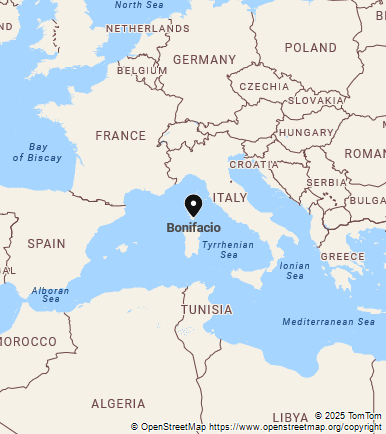 North Sea
ND
NETHERLANDS
POLAND
GERMANY
BELGIUM
CZECHIA
SLOVAKIA
FRANCE
HUNGARY
Bay
of Biscay
ROMAN
CROATIA
SERBIA
ITALY
BULGA
Bonifacio
SPAIN
Tyrrhenian
Sea
GREECE
Ionian
Sea
GAL
Alboran
Sea
TUNISIA
Mediterranean Sea
MOROCCO
ALGERIA
LIBYA
© 2025 TomTom
© OpenStreetMap https://www.openstreetmap.org/copyright